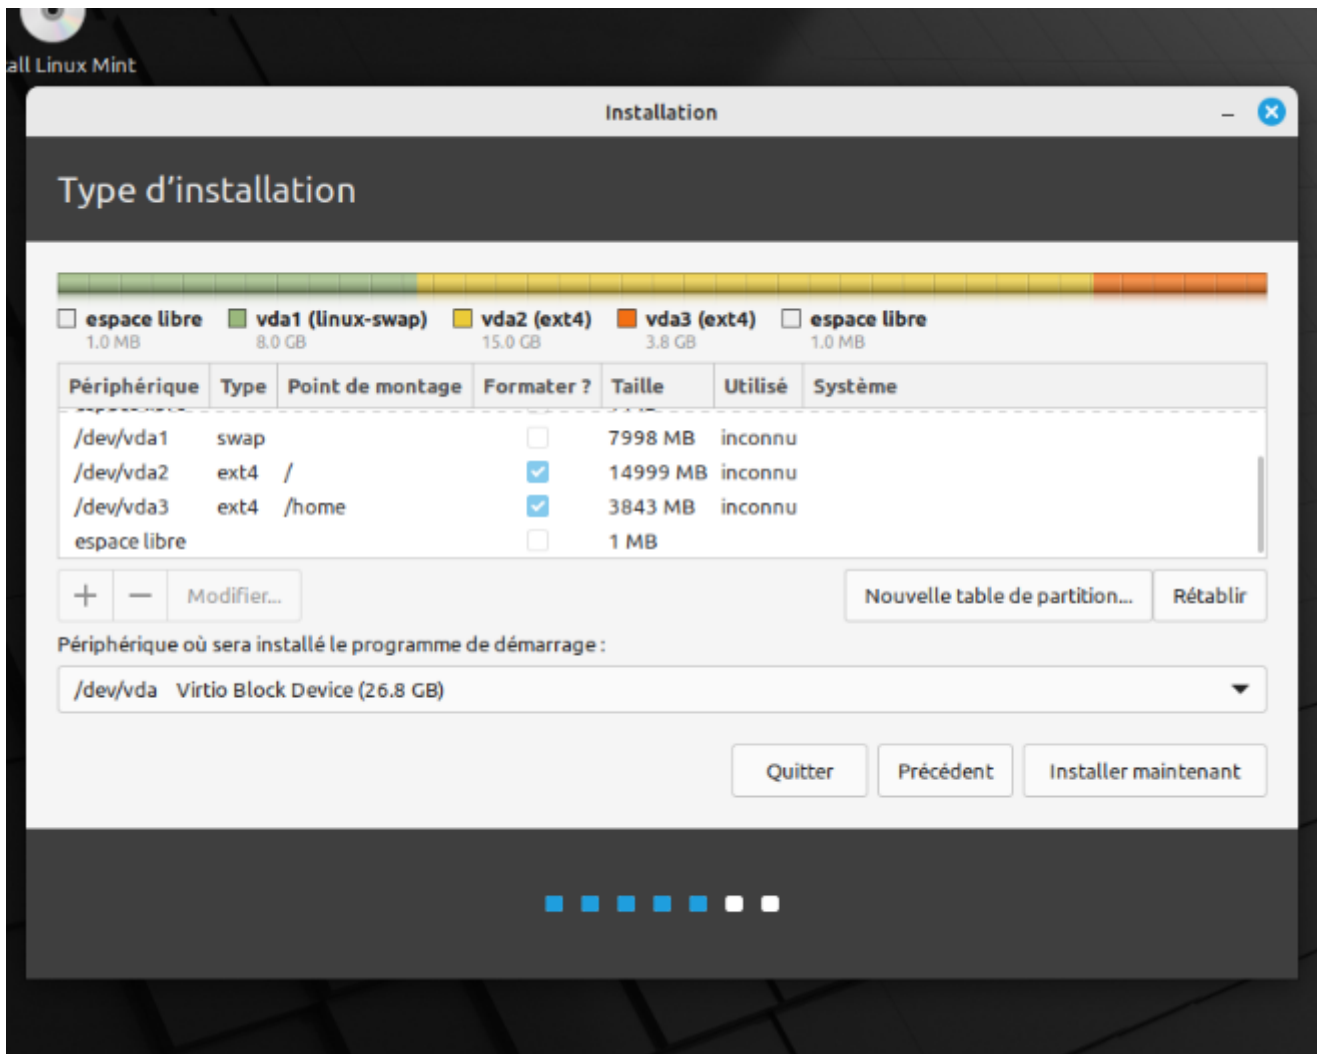 all Linux Mint
Installation
Type d'installation
espace libre vda1 (linux-swap) vda2 (ext4) vda3 (ext4) espace libre
1.0 MB 8.0 GB 15.0 GB 3.8 GB 1.0 MB
Périphérique Type Point de montage Formater ? Taille Utilisé Système
/dev/vda1 swap 7998 MB inconnu
/dev/vda2 ext4 / 14999 MB inconnu
/dev/vda3 ext4 /home 3843 MB inconnu
espace libre 1 MB
+ − Modifier... Nouvelle table de partition... Rétablir
Périphérique où sera installé le programme de démarrage :
/dev/vda Virtio Block Device (26.8 GB)
Quitter Précédent Installer maintenant